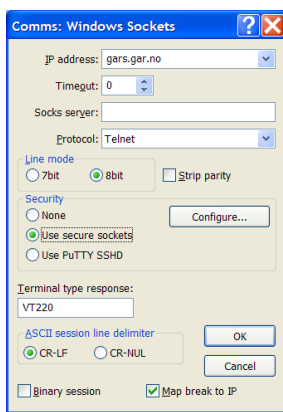 Comms: Windows Sockets
IP address: gars.gar.no
Timeout: 0
Socks server:
Protocol: Telnet
Line mode
7bit 8bit Strip parity
Security
None Configure...
Use secure sockets
Use PuTTY SSHD
Terminal type response:
VT220
ASCII session line delimiter
CR-LF CR-NUL
OK
Cancel
Binary session Map break to IP